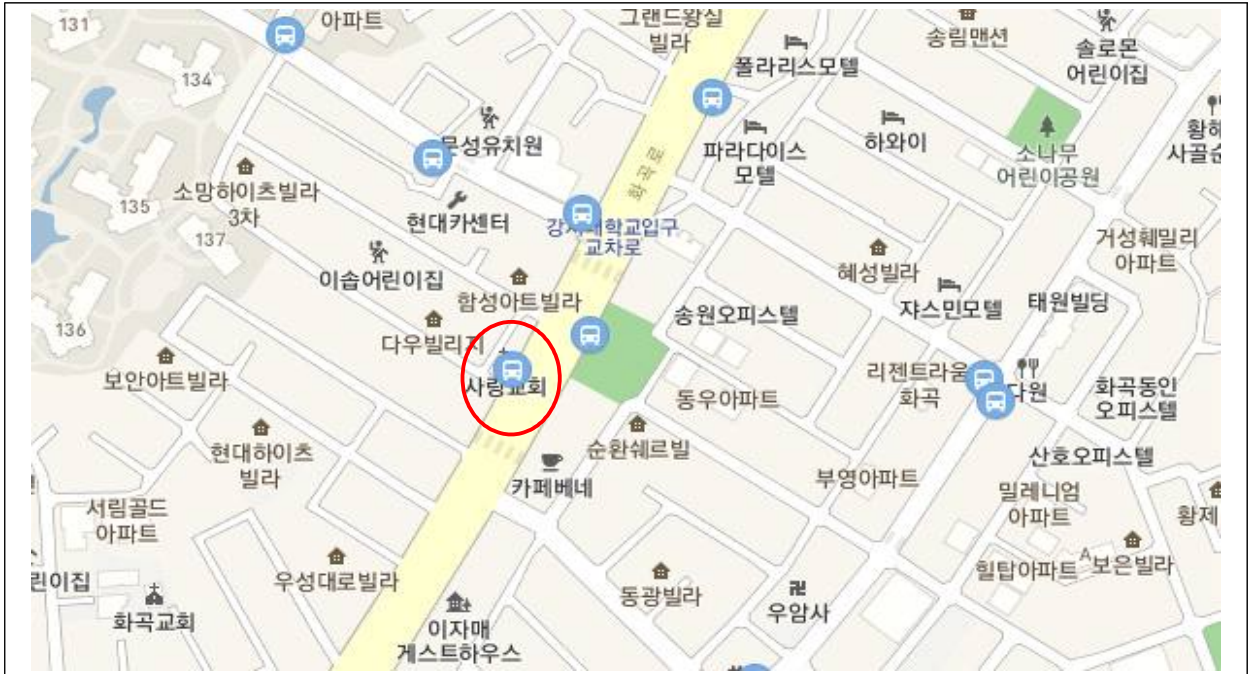 131
아파트
그랜드왕실
빌라
송림맨션
솔로몬
어린이집
134
폴라리스모텔
문성유치원
화곡로
파라다이스
모텔
하와이
소나무
어린이공원
소망하이츠빌라
3차
135
137
현대카센터
교차로
거성훼밀리
아파트
이솝어린이집
함성아트빌라
혜성빌라
쟈스민모텔
태원빌딩
136
다우빌리지
송원오피스텔
보안아트빌라
사랑교회
동우아파트
리젠트라움
화곡
다원
화곡동인
오피스텔
현대하이츠
빌라
순환쉐르빌
카페베네
부영아파트
산호오피스텔
서림골드
아파트
밀레니엄
아파트
황제
린이집
우성대로빌라
동광빌라
우암사
힐탑아파트
A
보은빌라
화곡교회
이자매
게스트하우스